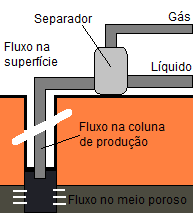 Gás
Separador
Fluxo na
superfície
Líquido
Fluxo na coluna
de produção
Fluxo no meio poroso